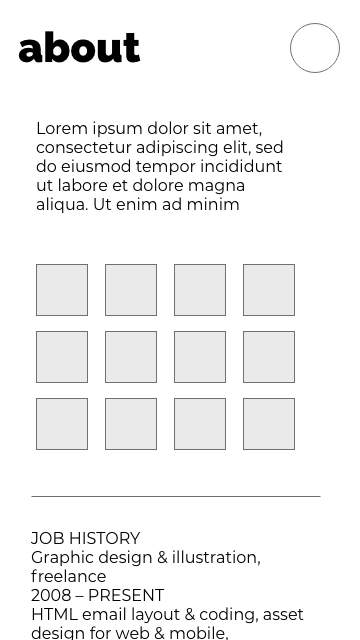 about
Lorem ipsum dolor sit amet,
consectetur adipiscing elit, sed
do eiusmod tempor incididunt
ut labore et dolore magna
aliqua. Ut enim ad minim
JOB HISTORY
Graphic design & illustration,
freelance
2008 – PRESENT
HTML email layout & coding, asset
design for web & mobile,